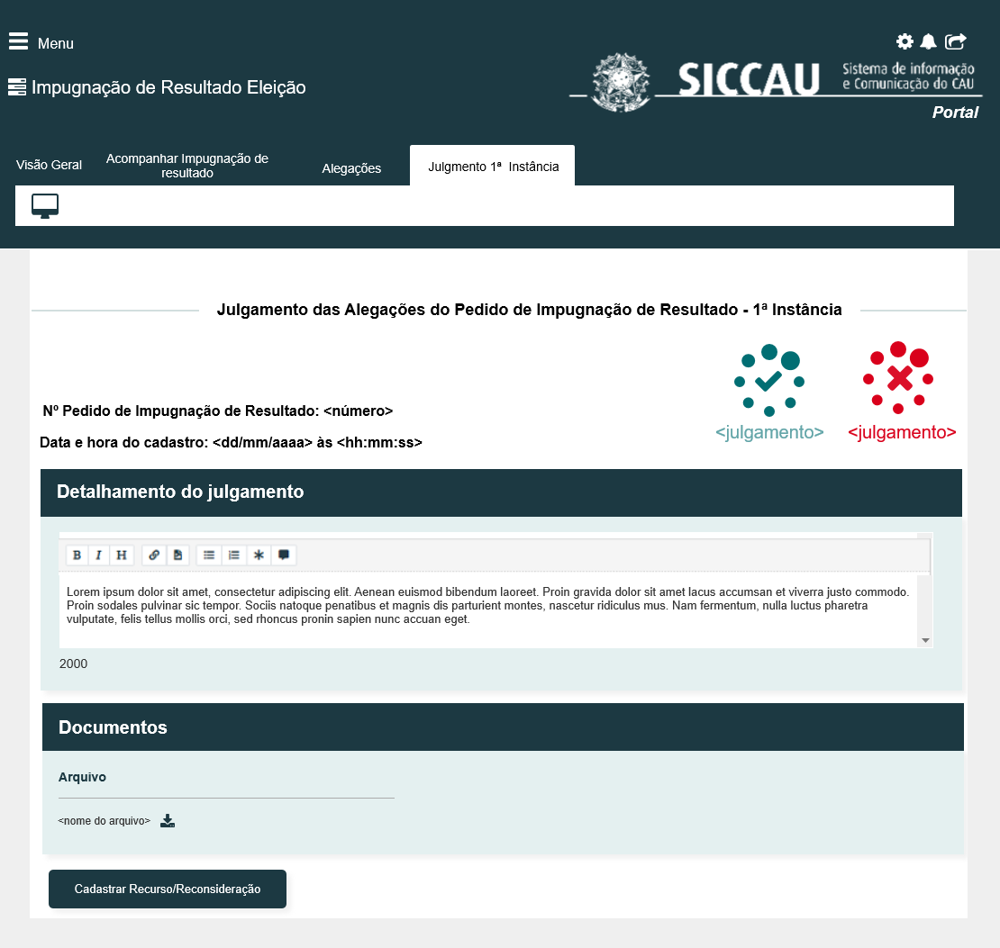 Menu
Impugnação de Resultado Eleição
SICCAU
Sistema de informação
e Comunicação do CAU
Portal
Visão Geral
Acompanhar Impugnação de
resultado
Alegações
Julgmento 1ª Instância
Julgamento das Alegações do Pedido de Impugnação de Resultado - 1ª Instância
<julgamento>
<julgamento>
Nº Pedido de Impugnação de Resultado: <número>
Data e hora do cadastro: <dd/mm/aaaa> às <hh:mm:ss>
Detalhamento do julgamento
B I H
Lorem ipsum dolor sit amet, consectetur adipiscing elit. Aenean euismod bibendum laoreet. Proin gravida dolor sit amet lacus accumsan et viverra justo commodo.
Proin sodales pulvinar sic tempor. Sociis natoque penatibus et magnis dis parturient montes, nascetur ridiculus mus. Nam fermentum, nulla luctus pharetra
vulputate, felis tellus mollis orci, sed rhoncus pronin sapien nunc accuan eget.
2000
Documentos
Arquivo
<nome do arquivo>
Cadastrar Recurso/Reconsideração